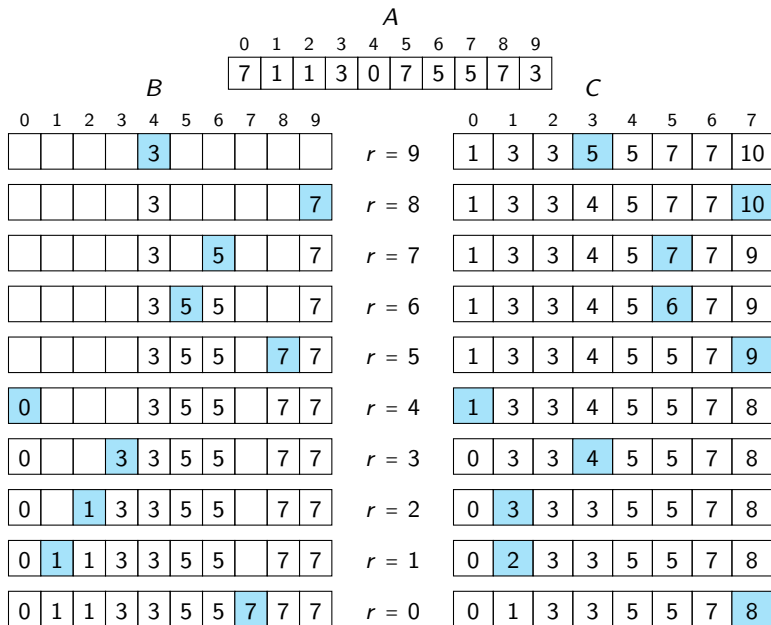 A
0 1 2 3 4 5 6 7 8 9
7 1 1 3 0 7 5 5 7 3
B C
0 1 2 3 4 5 6 7 8 9 0 1 2 3 4 5 6 7
3 r = 9 1 3 3 5 5 7 7 10
3 7 r = 8 1 3 3 4 5 7 7 10
3 5 7 r = 7 1 3 3 4 5 7 7 9
3 5 5 7 r = 6 1 3 3 4 5 6 7 9
3 5 5 7 7 r = 5 1 3 3 4 5 5 7 9
0 3 5 5 7 7 r = 4 1 3 3 4 5 5 7 8
0 3 3 5 5 7 7 r = 3 0 3 3 4 5 5 7 8
0 1 3 3 5 5 7 7 r = 2 0 3 3 3 5 5 7 8
0 1 1 3 3 5 5 7 7 r = 1 0 2 3 3 5 5 7 8
0 1 1 3 3 5 5 7 7 7 r = 0 0 1 3 3 5 5 7 8